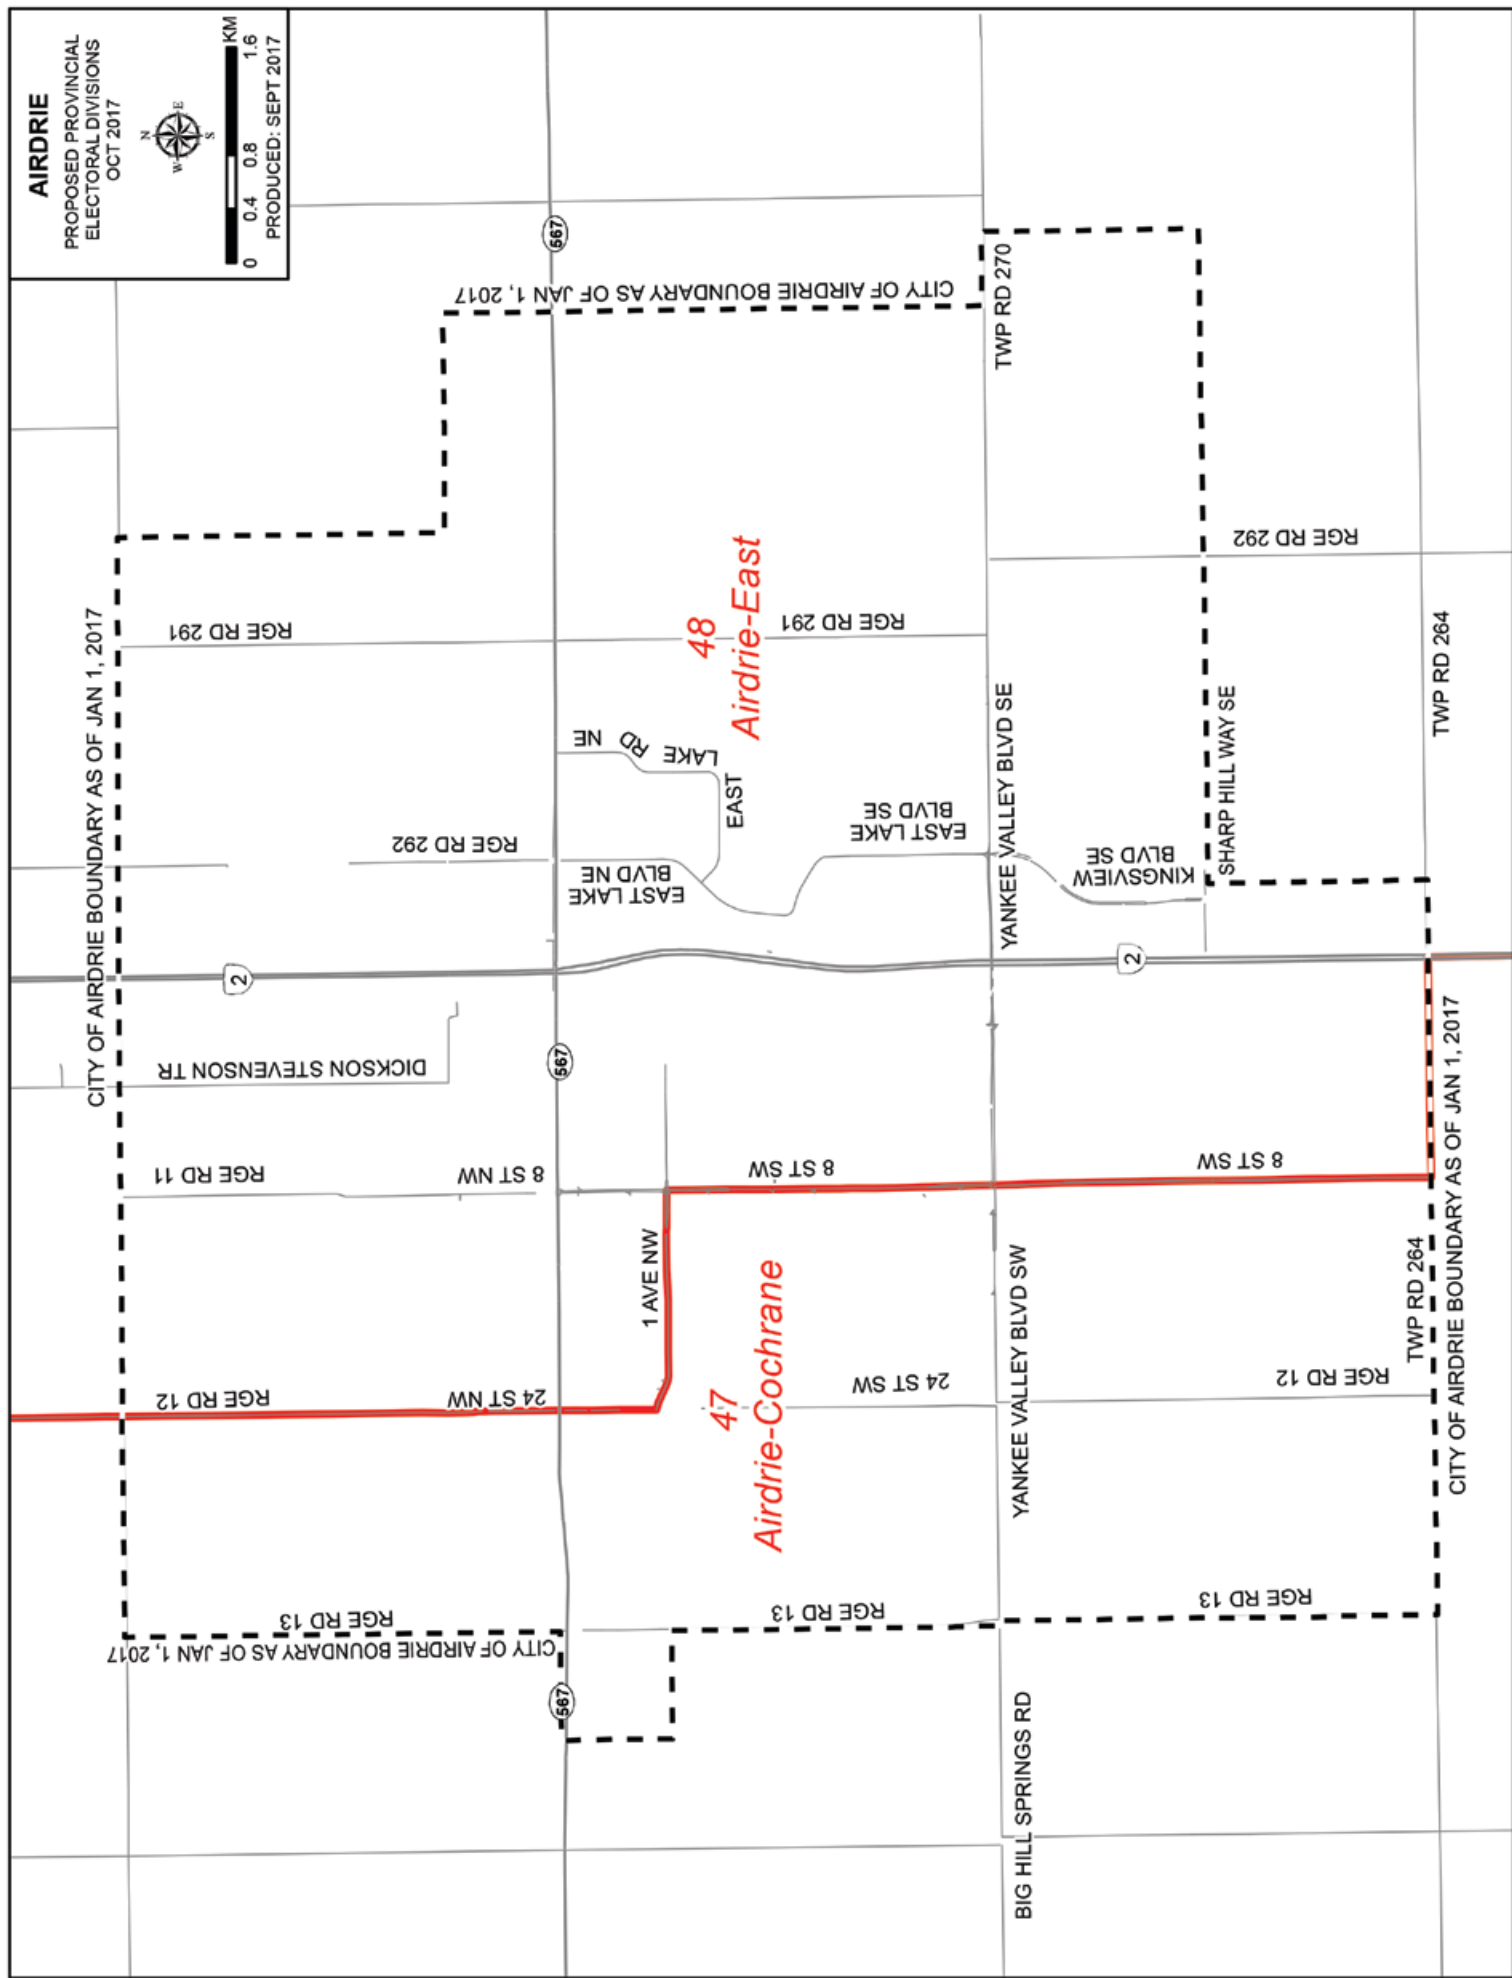 AIRDRIE
PROPOSED PROVINCIAL
ELECTORAL DIVISIONS
OCT 2017
N
W E
S
0 0.4 0.8 1.6 KM
PRODUCED: SEPT 2017
CITY OF AIRDRIE BOUNDARY AS OF JAN 1, 2017
CITY OF AIRDRIE BOUNDARY AS OF JAN 1, 2017
RGE RD 13
RGE RD 12
RGE RD 11
DICKSON STEVENSON TR
2
RGE RD 291
24 ST NW
8 ST NW
RGE RD 292
CITY OF AIRDRIE BOUNDARY AS OF JAN 1, 2017
567
567
567
EAST LAKE
BLVD NE
EAST
LAKE
RD
NE
1 AVE NW
47
Airdrie-Cochrane
48
Airdrie-East
RGE RD 13
24 ST SW
8 ST SW
EAST LAKE
BLVD SE
RGE RD 291
BIG HILL SPRINGS RD
YANKEE VALLEY BLVD SW
YANKEE VALLEY BLVD SE
TWP RD 270
2
KINGSVIEW
BLVD SE
SHARP HILL WAY SE
RGE RD 13
RGE RD 12
8 ST SW
RGE RD 292
TWP RD 264
TWP RD 264
CITY OF AIRDRIE BOUNDARY AS OF JAN 1, 2017